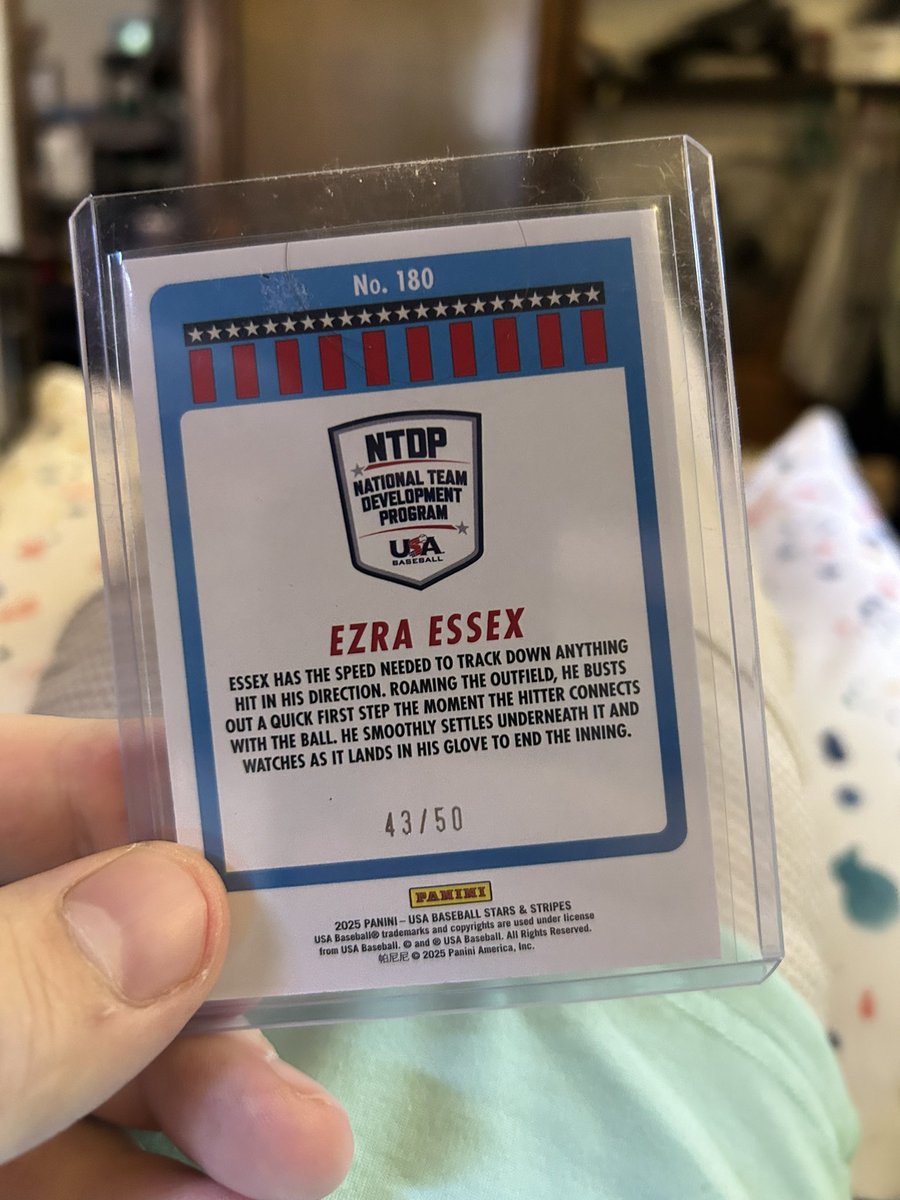 No. 180
NTDP
NATIONAL TEAM
DEVELOPMENT
PROGRAM
USA
BASEBALL
EZRA ESSEX
ESSEX HAS THE SPEED NEEDED TO TRACK DOWN ANYTHING
HIT IN HIS DIRECTION. ROAMING THE OUTFIELD, HE BUSTS
OUT A QUICK FIRST STEP THE MOMENT THE HITTER CONNECTS
WITH THE BALL. HE SMOOTHLY SETTLES UNDERNEATH IT AND
WATCHES AS IT LANDS IN HIS GLOVE TO END THE INNING.
43/50
PANINI
2025 PANINI – USA BASEBALL STARS & STRIPES
USA Baseball® trademarks and copyrights are used under license
from USA Baseball. © and ® USA Baseball. All Rights Reserved.
帕尼尼 © 2025 Panini America, Inc.